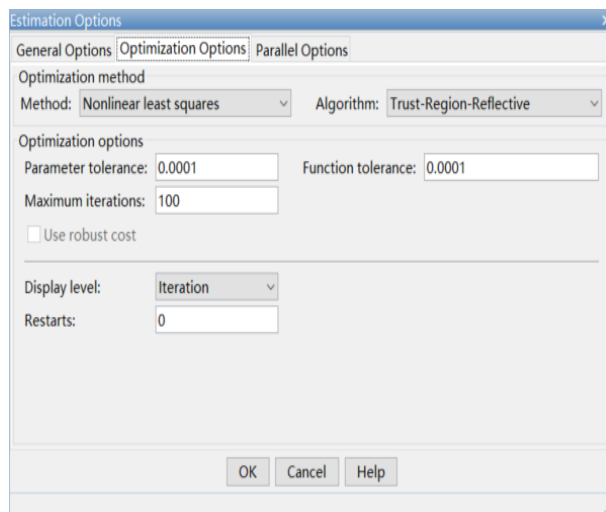 Estimation Options
General Options Optimization Options Parallel Options
Optimization method
Method: Nonlinear least squares Algorithm: Trust-Region-Reflective
Optimization options
Parameter tolerance: 0.0001 Function tolerance: 0.0001
Maximum iterations: 100
Use robust cost
Display level: Iteration
Restarts: 0
OK Cancel Help